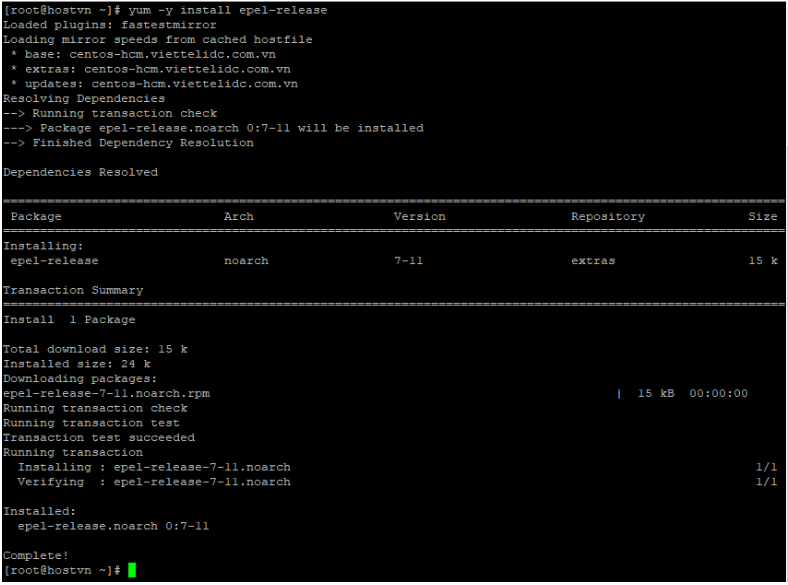 [root@hostvn ~]# yum -y install epel-release
Loaded plugins: fastestmirror
Loading mirror speeds from cached hostfile
 * base: centos-hcm.viettelidc.com.vn
 * extras: centos-hcm.viettelidc.com.vn
 * updates: centos-hcm.viettelidc.com.vn
Resolving Dependencies
--> Running transaction check
---> Package epel-release.noarch 0:7-11 will be installed
--> Finished Dependency Resolution

Dependencies Resolved

================================================================================
 Package Arch Version Repository Size
================================================================================
Installing:
 epel-release noarch 7-11 extras 15 k

Transaction Summary
================================================================================
Install  1 Package

Total download size: 15 k
Installed size: 24 k
Downloading packages:
epel-release-7-11.noarch.rpm | 15 kB 00:00:00
Running transaction check
Running transaction test
Transaction test succeeded
Running transaction
  Installing : epel-release-7-11.noarch 1/1
  Verifying  : epel-release-7-11.noarch 1/1

Installed:
  epel-release.noarch 0:7-11

Complete!
[root@hostvn ~]#